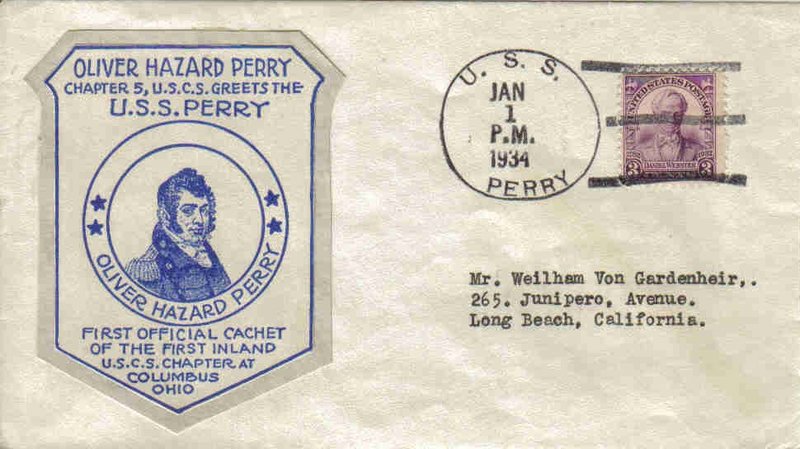 OLIVER HAZARD PERRY
CHAPTER 5, U.S.C.S. GREETS THE
U.S.S. PERRY
OLIVER HAZARD PERRY
FIRST OFFICIAL CACHET
OF THE FIRST INLAND
U.S.C.S. CHAPTER AT
COLUMBUS
OHIO
U. S. S.
JAN
1
P.M.
1934
PERRY
UNITED STATES POSTAGE
DANIEL WEBSTER
3 3
Mr. Weilham Von Gardenheir,.
265. Junipero, Avenue.
Long Beach, California.